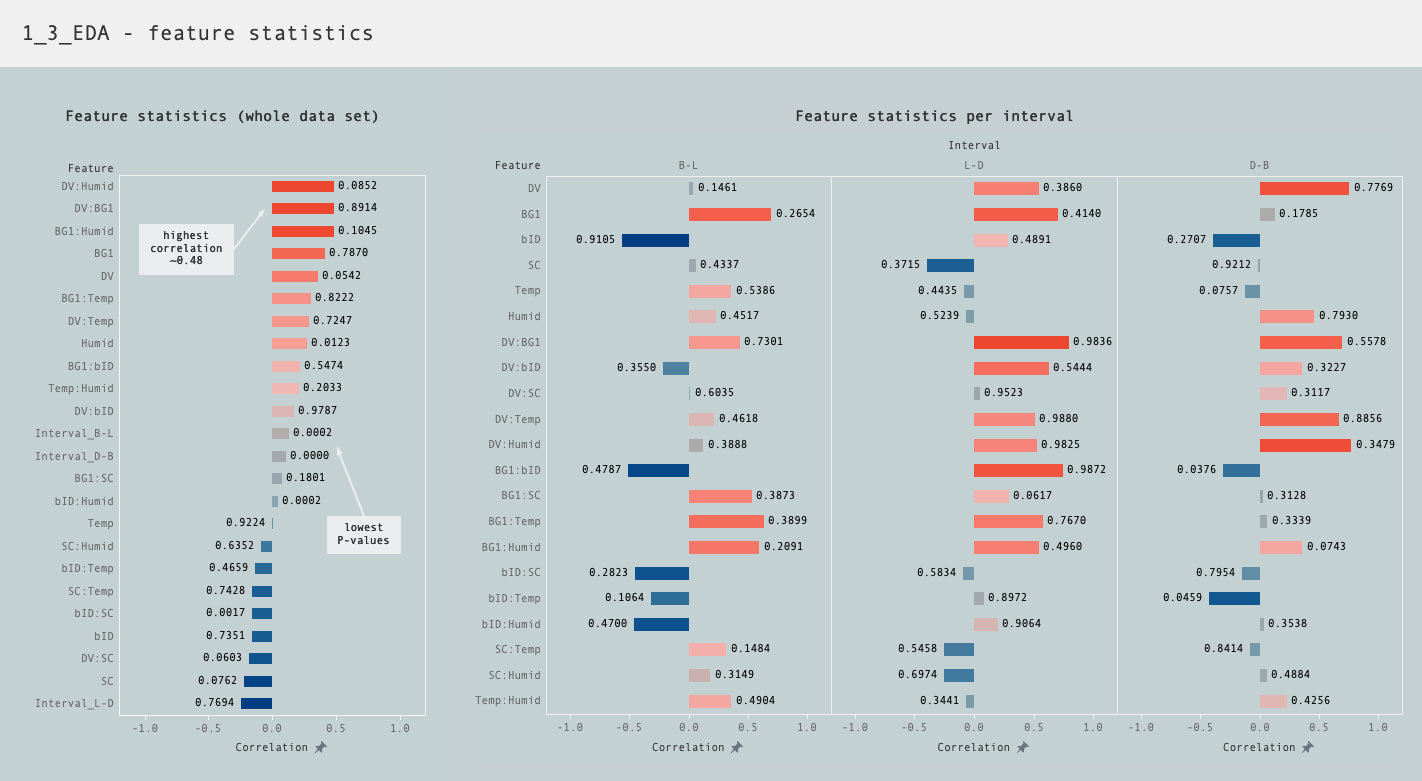 1_3_EDA - feature statistics
Feature statistics (whole data set)
Feature
DV:Humid 0.0852
DV:BG1 0.8914
BG1:Humid 0.1045
BG1 0.7870
DV 0.0542
BG1:Temp 0.8222
DV:Temp 0.7247
Humid 0.0123
BG1:bID 0.5474
Temp:Humid 0.2033
DV:bID 0.9787
Interval_B-L 0.0002
Interval_D-B 0.0000
BG1:SC 0.1801
bID:Humid 0.0002
Temp 0.9224
SC:Humid 0.6352
bID:Temp 0.4659
SC:Temp 0.7428
bID:SC 0.0017
bID 0.7351
DV:SC 0.0603
SC 0.0762
Interval_L-D 0.7694
highest
correlation
~0.48
lowest
P-values
-1.0 -0.5 0.0 0.5 1.0
Correlation
Feature statistics per interval
Interval
Feature B-L L-D D-B
DV 0.1461 0.3860 0.7769
BG1 0.2654 0.4140 0.1785
bID 0.9105 0.4891 0.2707
SC 0.4337 0.3715 0.9212
Temp 0.5386 0.4435 0.0757
Humid 0.4517 0.5239 0.7930
DV:BG1 0.7301 0.9836 0.5578
DV:bID 0.3550 0.5444 0.3227
DV:SC 0.6035 0.9523 0.3117
DV:Temp 0.4618 0.9880 0.8856
DV:Humid 0.3888 0.9825 0.3479
BG1:bID 0.4787 0.9872 0.0376
BG1:SC 0.3873 0.0617 0.3128
BG1:Temp 0.3899 0.7670 0.3339
BG1:Humid 0.2091 0.4960 0.0743
bID:SC 0.2823 0.5834 0.7954
bID:Temp 0.1064 0.8972 0.0459
bID:Humid 0.4700 0.9064 0.3538
SC:Temp 0.1484 0.5458 0.8414
SC:Humid 0.3149 0.6974 0.4884
Temp:Humid 0.4904 0.3441 0.4256
-1.0 -0.5 0.0 0.5 1.0 -1.0 -0.5 0.0 0.5 1.0 -1.0 -0.5 0.0 0.5 1.0
Correlation Correlation Correlation